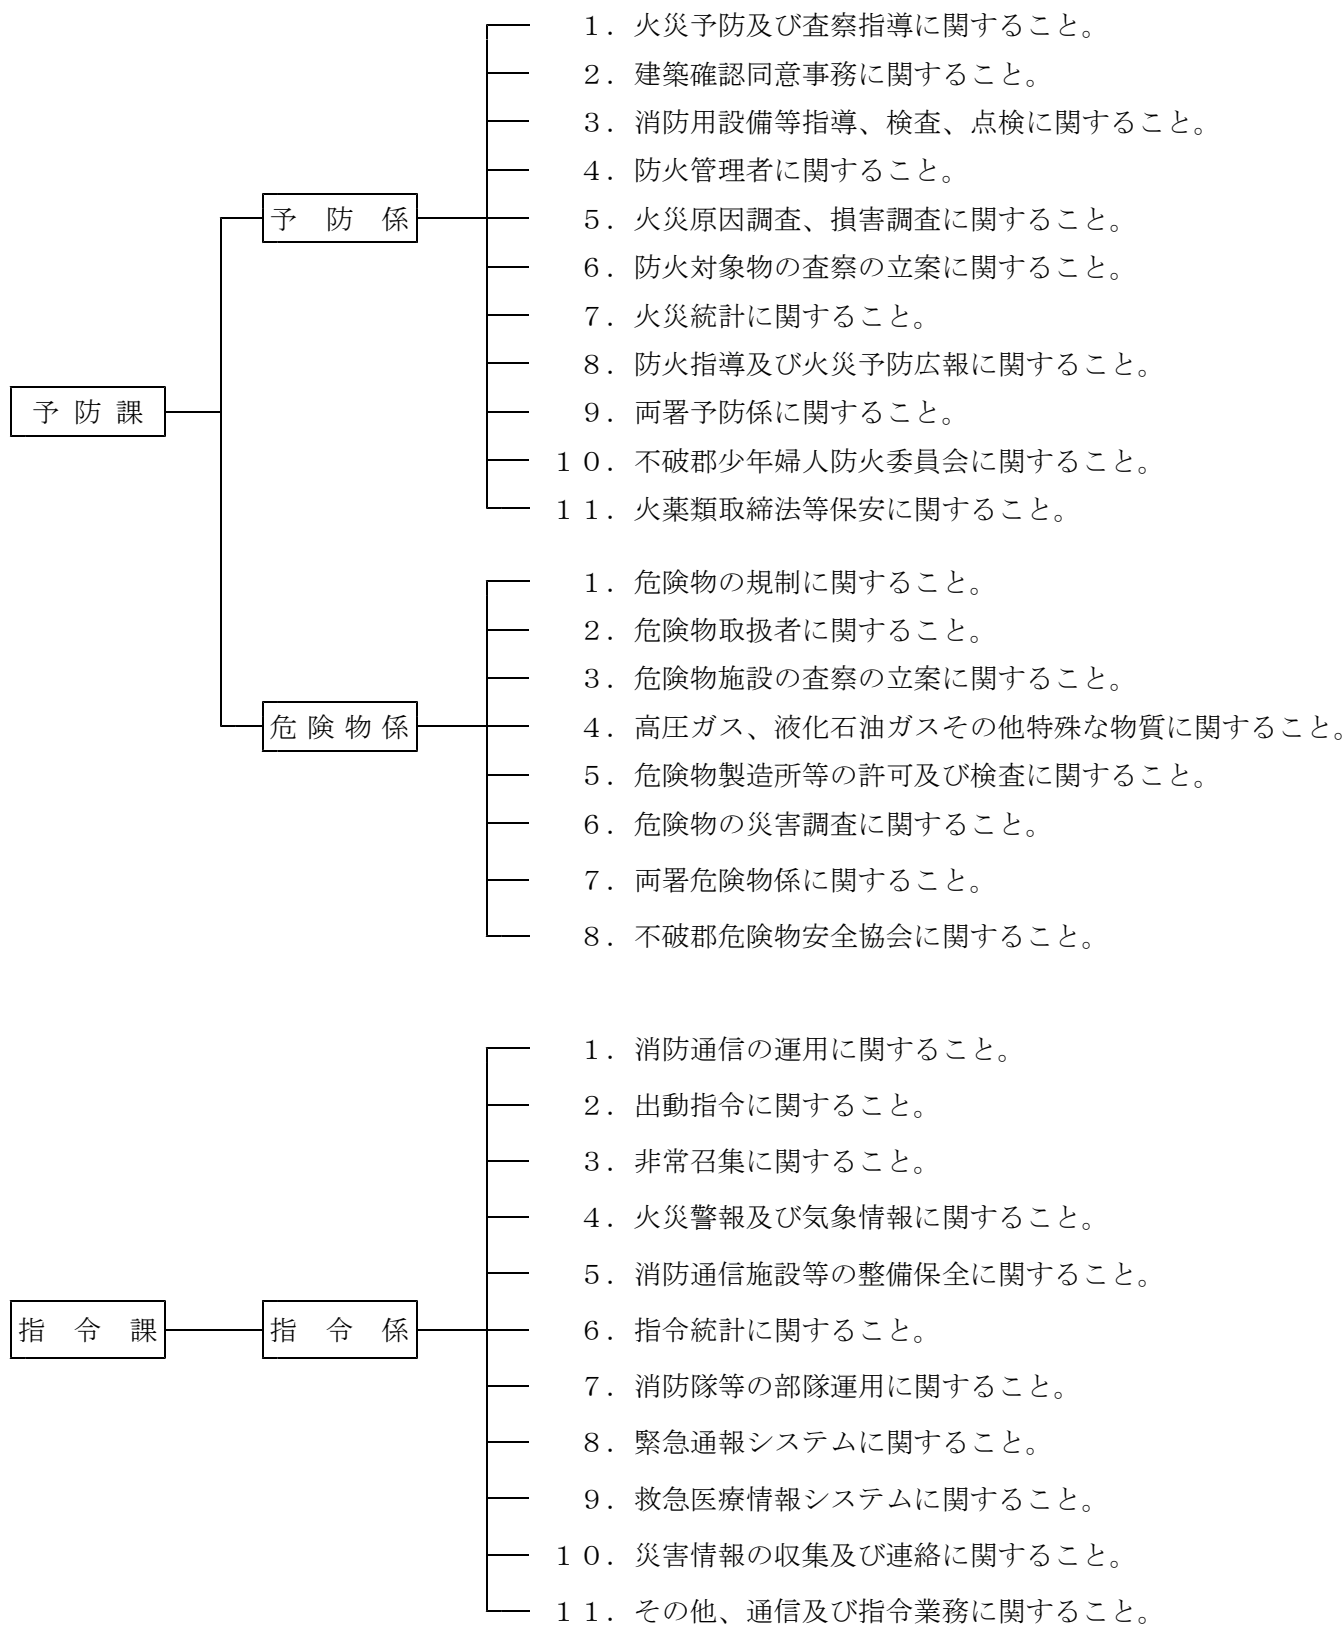 予防課
予防係
１．火災予防及び査察指導に関すること。
２．建築確認同意事務に関すること。
３．消防用設備等指導、検査、点検に関すること。
４．防火管理者に関すること。
５．火災原因調査、損害調査に関すること。
６．防火対象物の査察の立案に関すること。
７．火災統計に関すること。
８．防火指導及び火災予防広報に関すること。
９．両署予防係に関すること。
１０．不破郡少年婦人防火委員会に関すること。
１１．火薬類取締法等保安に関すること。
危険物係
１．危険物の規制に関すること。
２．危険物取扱者に関すること。
３．危険物施設の査察の立案に関すること。
４．高圧ガス、液化石油ガスその他特殊な物質に関すること。
５．危険物製造所等の許可及び検査に関すること。
６．危険物の災害調査に関すること。
７．両署危険物係に関すること。
８．不破郡危険物安全協会に関すること。
指令課
指令係
１．消防通信の運用に関すること。
２．出動指令に関すること。
３．非常召集に関すること。
４．火災警報及び気象情報に関すること。
５．消防通信施設等の整備保全に関すること。
６．指令統計に関すること。
７．消防隊等の部隊運用に関すること。
８．緊急通報システムに関すること。
９．救急医療情報システムに関すること。
１０．災害情報の収集及び連絡に関すること。
１１．その他、通信及び指令業務に関すること。